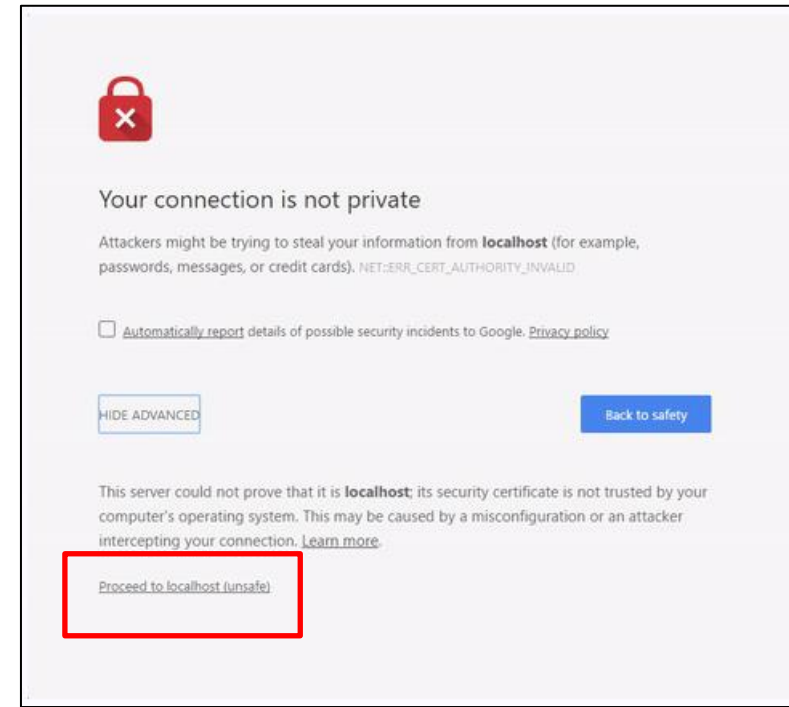 Your connection is not private
Attackers might be trying to steal your information from localhost (for example,
passwords, messages, or credit cards). NET::ERR_CERT_AUTHORITY_INVALID
Automatically report details of possible security incidents to Google. Privacy policy
HIDE ADVANCED
Back to safety
This server could not prove that it is localhost; its security certificate is not trusted by your
computer's operating system. This may be caused by a misconfiguration or an attacker
intercepting your connection. Learn more.
Proceed to localhost (unsafe)